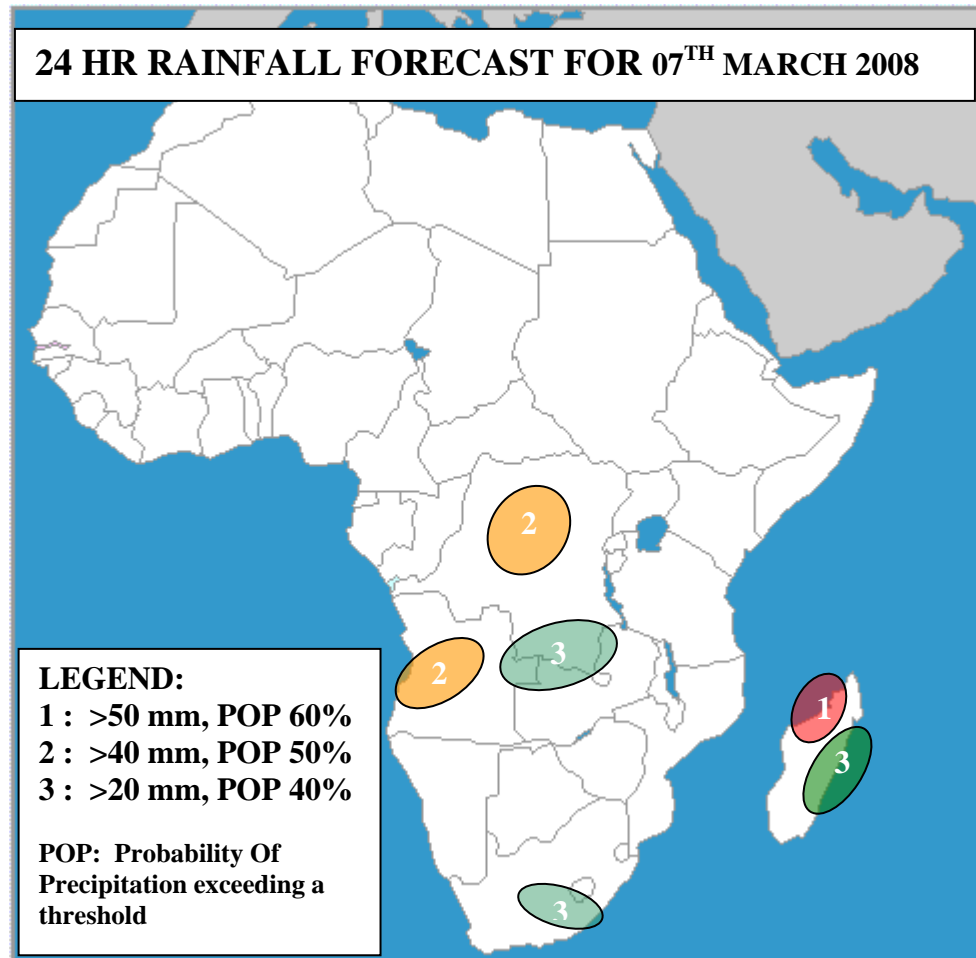 24 HR RAINFALL FORECAST FOR 07TH MARCH 2008
2
3
2
1
3
3
LEGEND:
1 : >50 mm, POP 60%
2 : >40 mm, POP 50%
3 : >20 mm, POP 40%
POP: Probability Of
Precipitation exceeding a
threshold